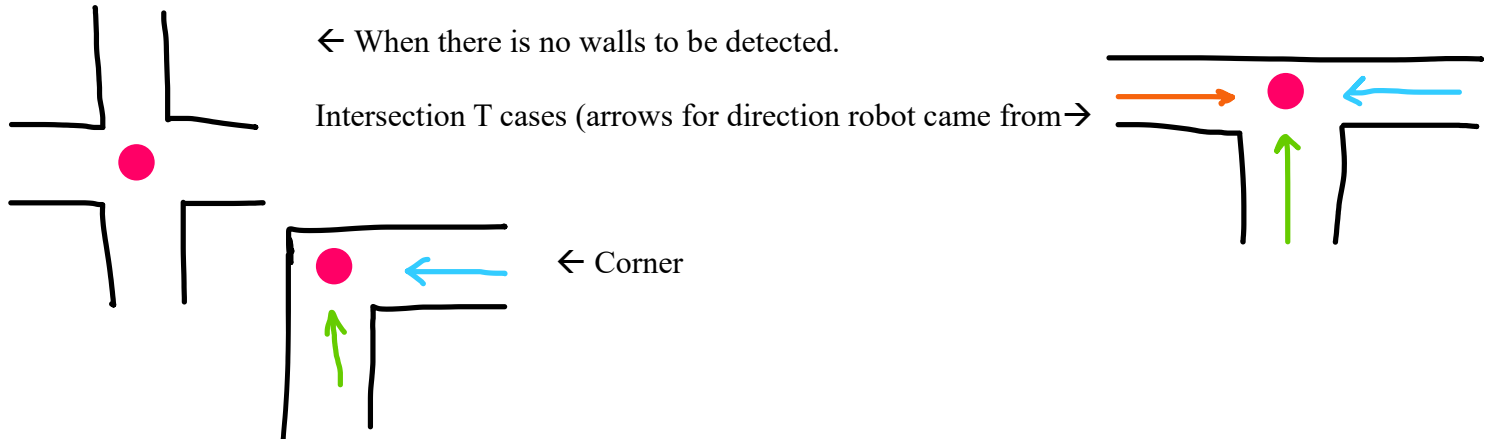 ← When there is no walls to be detected.
Intersection T cases (arrows for direction robot came from→
← Corner